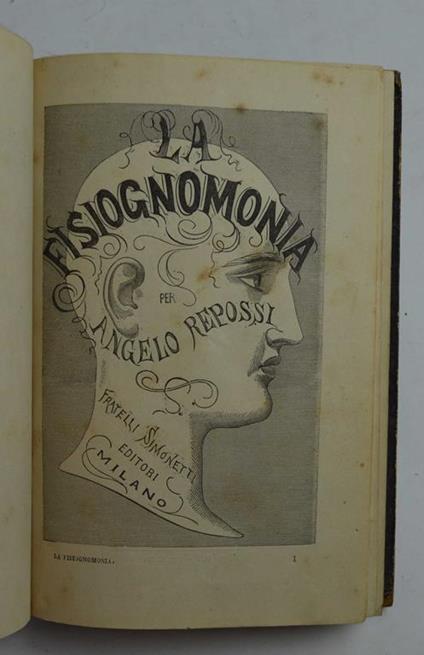 LA
FISIOGNOMONIA
PER
ANGELO REPOSSI
FRATELLI SIMONETTI
EDITORI
MILANO
LA FISIOGNOMONIA. 1